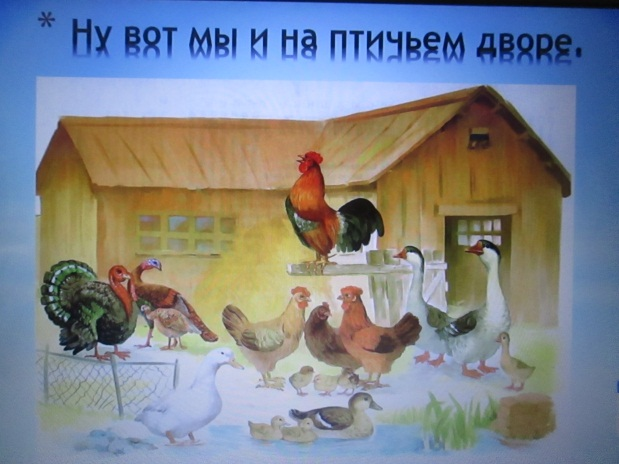 * Ну вот мы и на птичьем дворе.